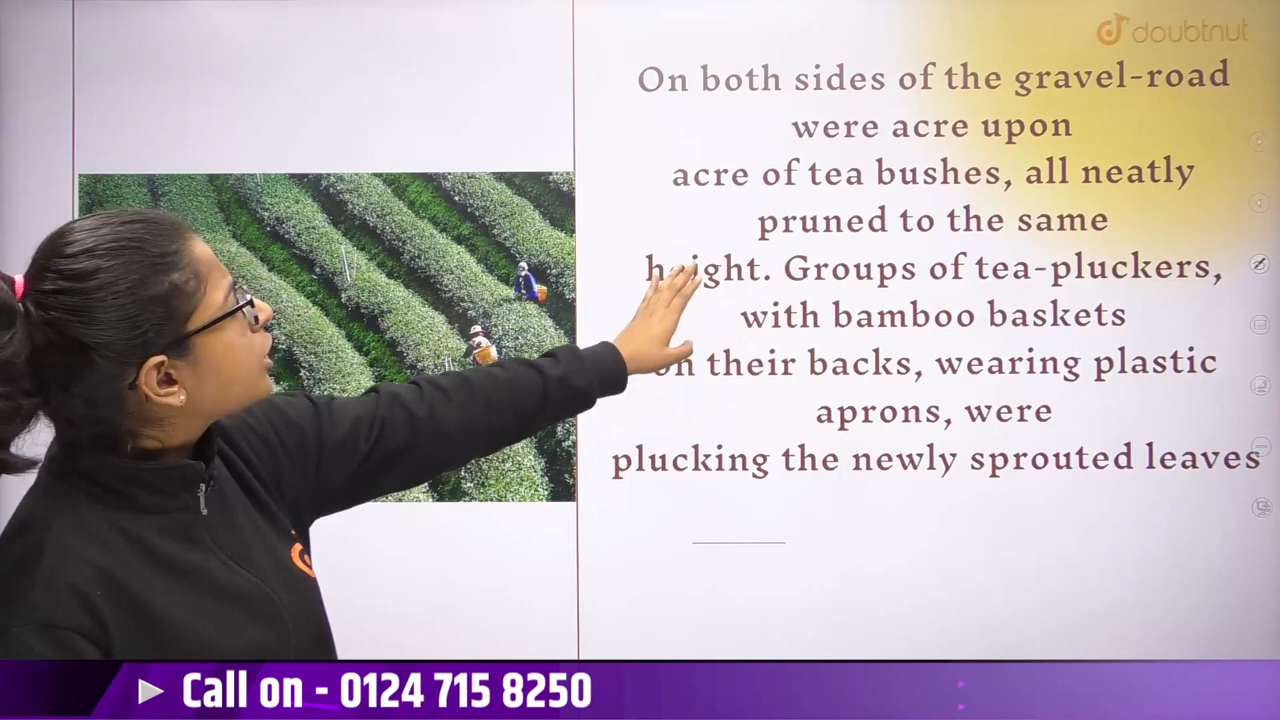 doubtnut
On both sides of the gravel-road
were acre upon
acre of tea bushes, all neatly
pruned to the same
height. Groups of tea-pluckers,
with bamboo baskets
on their backs, wearing plastic
aprons, were
plucking the newly sprouted leaves
Call on - 0124 715 8250